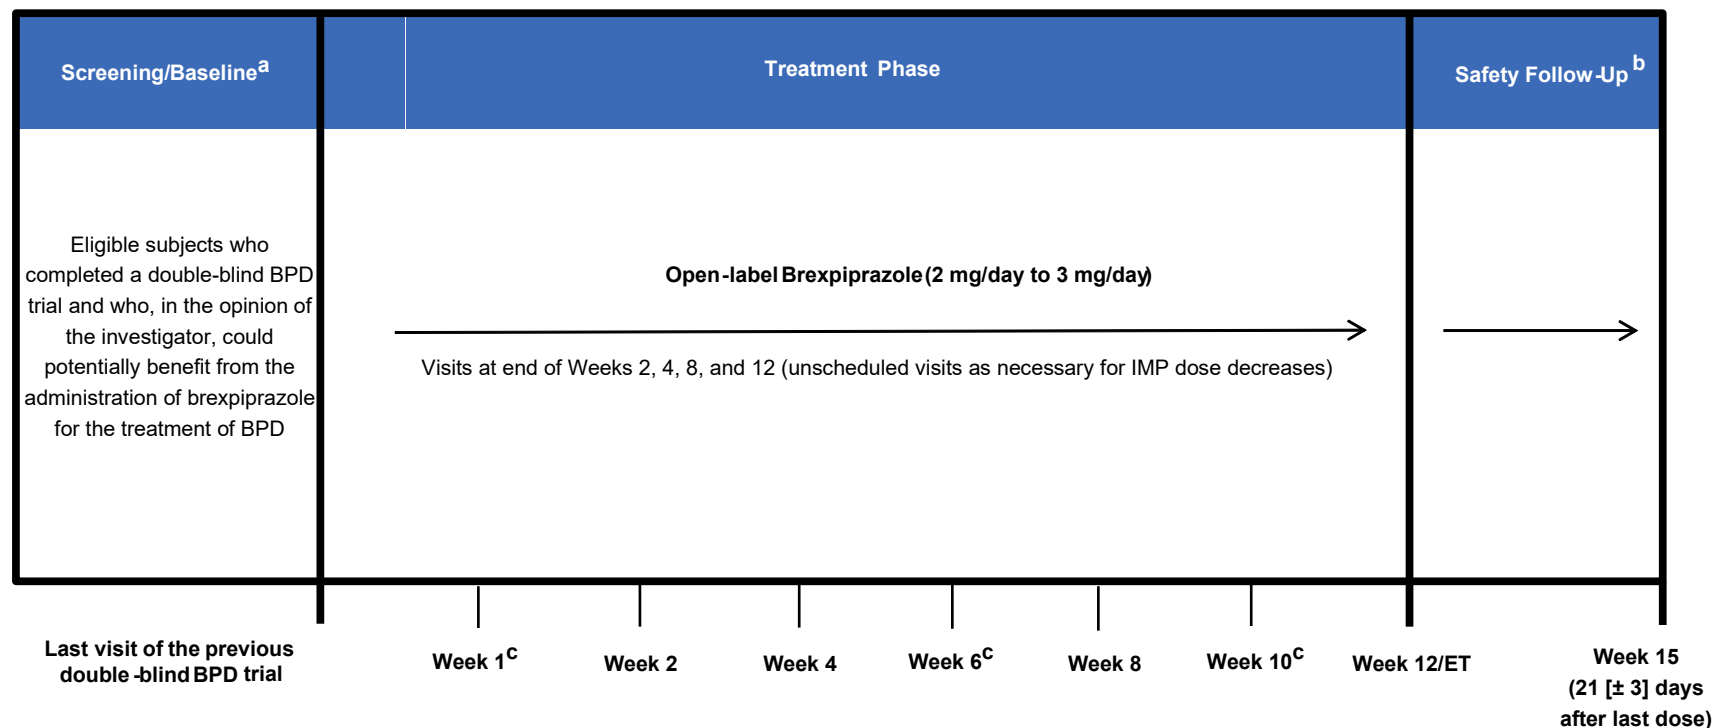 Screening/Baselineᵃ
Treatment Phase
Safety Follow-Up ᵇ
Eligible subjects who
completed a double-blind BPD
trial and who, in the opinion of
the investigator, could
potentially benefit from the
administration of brexpiprazole
for the treatment of BPD
Open-label Brexpiprazole (2 mg/day to 3 mg/day)
Visits at end of Weeks 2, 4, 8, and 12 (unscheduled visits as necessary for IMP dose decreases)
Last visit of the previous
double-blind BPD trial
Week 1ᶜ
Week 2
Week 4
Week 6ᶜ
Week 8
Week 10ᶜ
Week 12/ET
Week 15
(21 [± 3] days
after last dose)